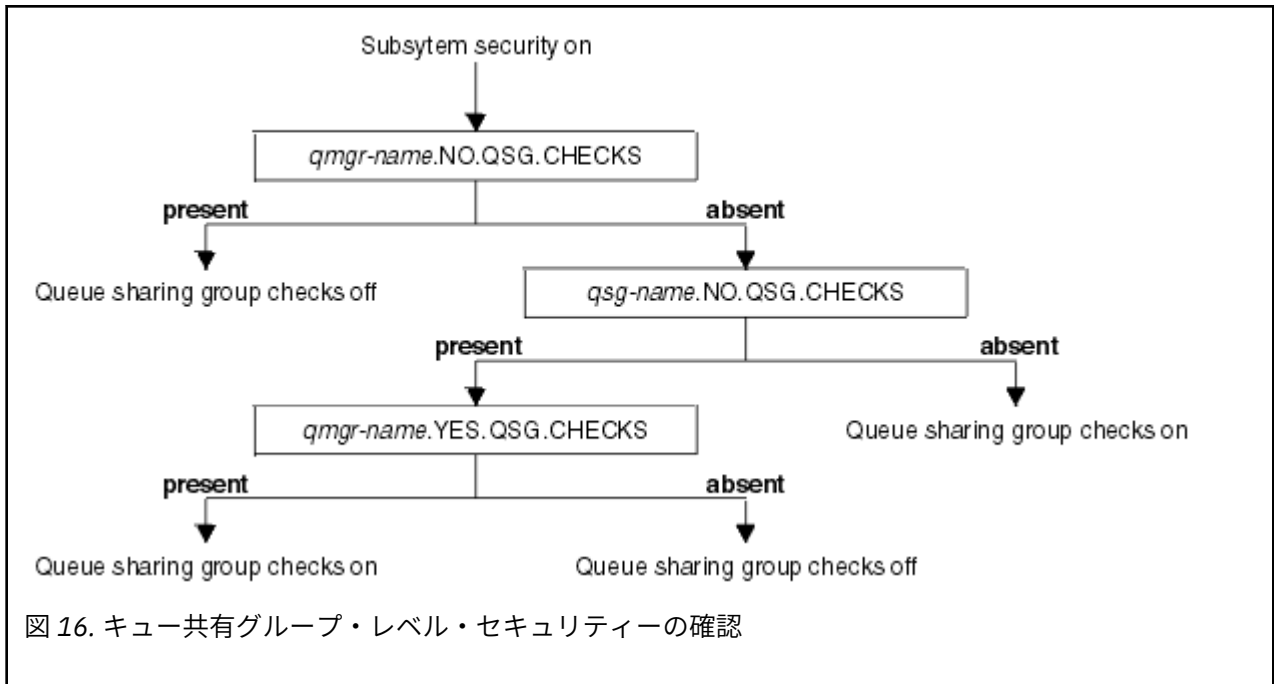 Subsytem security on
qmgr-name.NO.QSG.CHECKS
present
absent
Queue sharing group checks off
qsg-name.NO.QSG.CHECKS
present
absent
qmgr-name.YES.QSG.CHECKS
Queue sharing group checks on
present
absent
Queue sharing group checks on
Queue sharing group checks off
図 16. キュー共有グループ・レベル・セキュリティーの確認